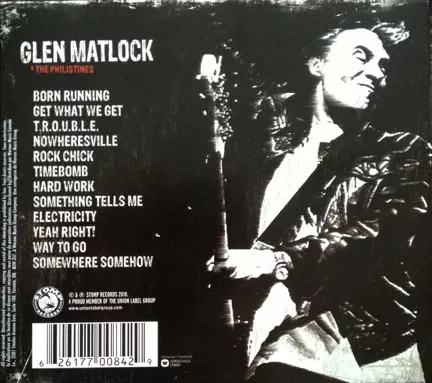 GLEN MATLOCK
& THE PHILISTINES
BORN RUNNING
GET WHAT WE GET
T.R.O.U.B.L.E.
NOWHERESVILLE
ROCK CHICK
TIMEBOMB
HARD WORK
SOMETHING TELLS ME
ELECTRICITY
YEAH RIGHT!
WAY TO GO
SOMEWHERE SOMEHOW
STOMP
RECORDS
© & ℗ STOMP RECORDS 2010.
A PROUD MEMBER OF THE UNION LABEL GROUP
www.unionlabelgroup.com
6 26177 00842 9